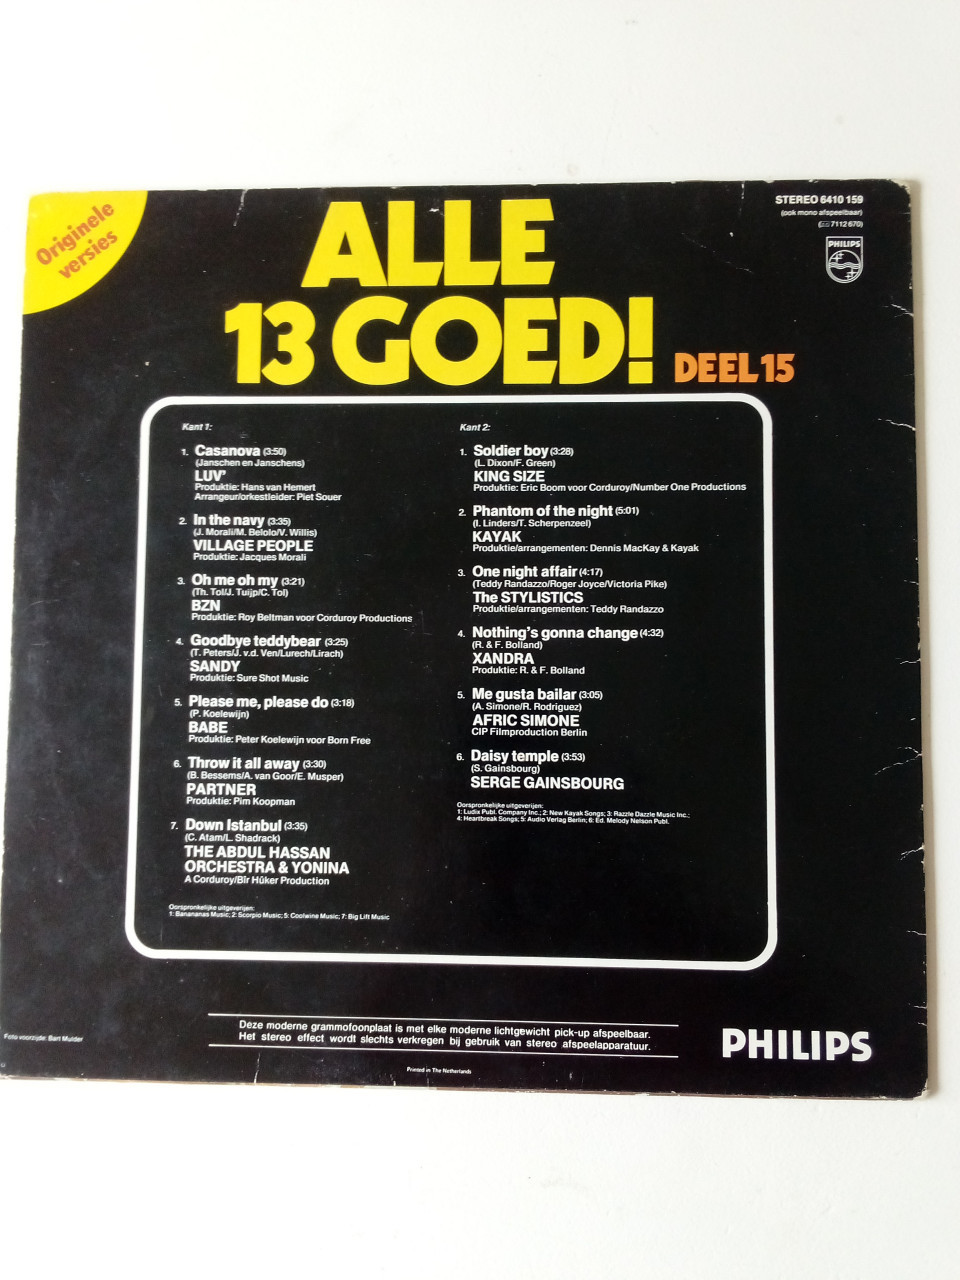 Originele
versies
ALLE
13 GOED!
DEEL 15
STEREO 6410 159
(ook mono afspeelbaar)
7112 670)
PHILIPS
Kant 1:
1. Casanova (3:50)
(Janschen en Janschens)
LUV'
Produktie: Hans van Hemert
Arrangeur/orkestleider: Piet Souer
2. In the navy (3:35)
(J. Morali/M. Belolo/V. Willis)
VILLAGE PEOPLE
Produktie: Jacques Morali
3. Oh me oh my (3:21)
(Th. Tol/J. Tuijp/C. Tol)
BZN
Produktie: Roy Beltman voor Corduroy Productions
4. Goodbye teddybear (3:25)
(T. Peters/J. v.d. Ven/Lurech/Lirach)
SANDY
Produktie: Sure Shot Music
5. Please me, please do (3:18)
(P. Koelewijn)
BABE
Produktie: Peter Koelewijn voor Born Free
6. Throw it all away (3:30)
(B. Bessems/A. van Goor/E. Musper)
PARTNER
Produktie: Pim Koopman
7. Down Istanbul (3:35)
(C. Atam/L. Shadrack)
THE ABDUL HASSAN
ORCHESTRA & YONINA
A Corduroy/Bîr Hûker Production
Oorspronkelijke uitgeverijen:
1: Banananas Music; 2: Scorpio Music; 5: Coolwine Music; 7: Big Lift Music
Kant 2:
1. Soldier boy (3:28)
(L. Dixon/F. Green)
KING SIZE
Produktie: Eric Boom voor Corduroy/Number One Productions
2. Phantom of the night (5:01)
(I. Linders/T. Scherpenzeel)
KAYAK
Produktie/arrangementen: Dennis MacKay & Kayak
3. One night affair (4:17)
(Teddy Randazzo/Roger Joyce/Victoria Pike)
The STYLISTICS
Produktie/arrangementen: Teddy Randazzo
4. Nothing's gonna change (4:32)
(R. & F. Bolland)
XANDRA
Produktie: R. & F. Bolland
5. Me gusta bailar (3:05)
(A. Simone/R. Rodriguez)
AFRIC SIMONE
CIP Filmproduction Berlin
6. Daisy temple (3:53)
(S. Gainsbourg)
SERGE GAINSBOURG
Oorspronkelijke uitgeverijen:
1: Ludix Publ. Company Inc.; 2: New Kayak Songs; 3: Razzle Dazzle Music Inc.;
4: Heartbreak Songs; 5: Audio Verlag Berlin; 6: Ed. Melody Nelson Publ.
Foto voorzijde: Bart Mulder
Deze moderne grammofoonplaat is met elke moderne lichtgewicht pick-up afspeelbaar.
Het stereo effect wordt slechts verkregen bij gebruik van stereo afspeelapparatuur.
Printed in The Netherlands
PHILIPS